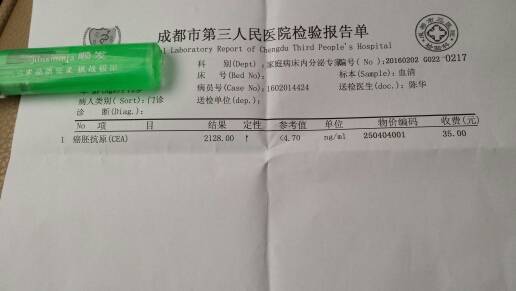 成都市第三人民医院检验报告单
Laboratory Report of Chengdu Third People's Hospital
科 别(Dept)：家庭病床内分泌专家 编号(No)：20160302 G022-0217
床 号(Bed No)： 标本(Sample)：血清
病员号(Case No)：1602014424 送检医生(doc.)：陈华
病人类别(Sort)：门诊 送检单位(dep.)：
诊 断(Diag.)：
No 项 目 结果 定性 参考值 单位 物价编码 收费(元)
1 癌胚抗原(CEA) 2128.00 ↑ <4.70 ng/ml 250404001 35.00